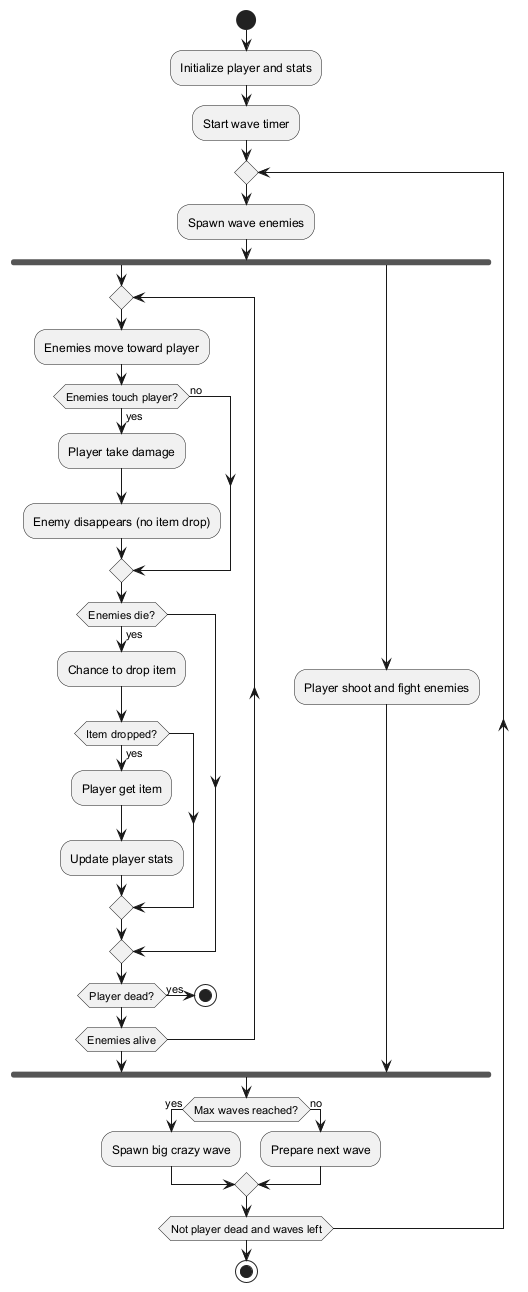 Initialize player and stats
Start wave timer
Spawn wave enemies
Enemies move toward player
Enemies touch player?
no
yes
Player take damage
Enemy disappears (no item drop)
Enemies die?
yes
Chance to drop item
Player shoot and fight enemies
Item dropped?
yes
Player get item
Update player stats
Player dead?
yes
Enemies alive
yes
Max waves reached?
no
Spawn big crazy wave
Prepare next wave
Not player dead and waves left